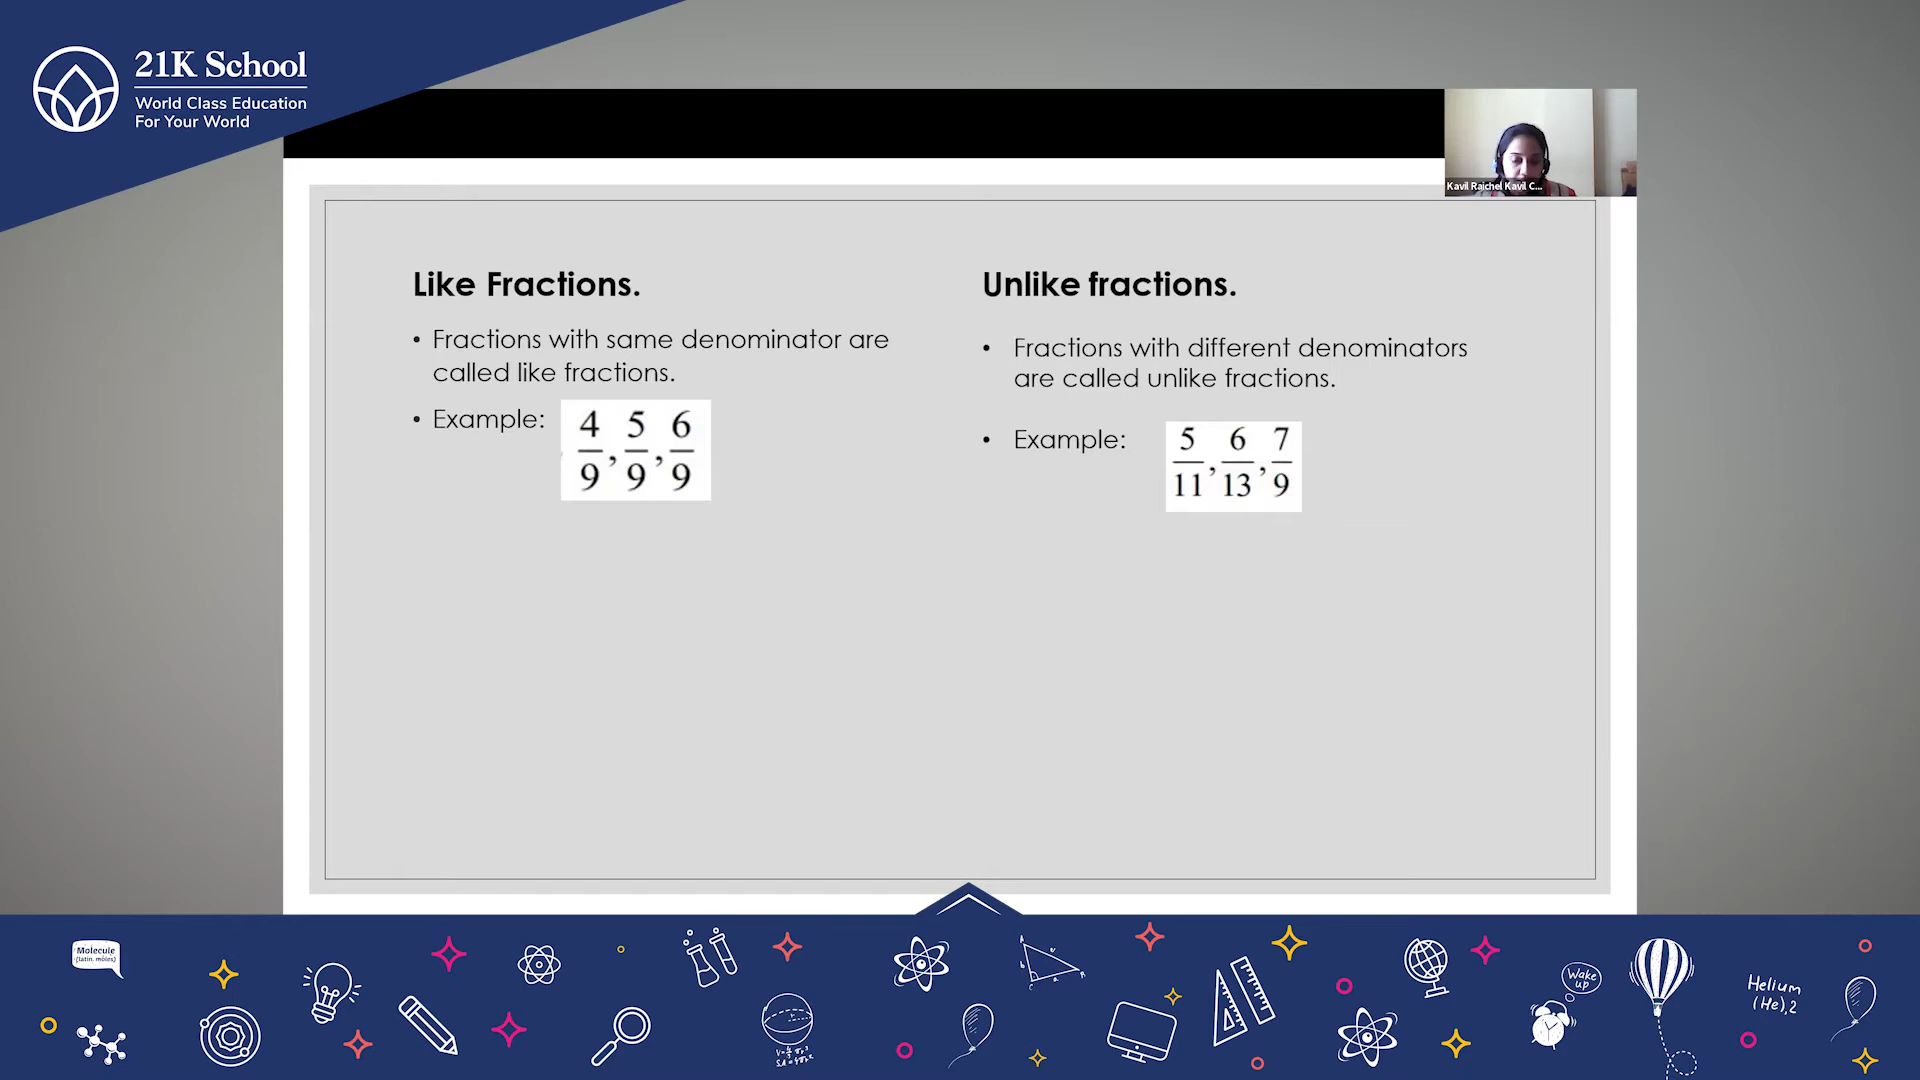 21K School
World Class Education
For Your World
Kavil Raichel Kavil C...
Like Fractions.
• Fractions with same denominator are
called like fractions.
• Example:
4/9, 5/9, 6/9
Unlike fractions.
• Fractions with different denominators
are called unlike fractions.
• Example:
5/11, 6/13, 7/9
Molecule
(latin, moles)
Wake
up
Helium
(He),2